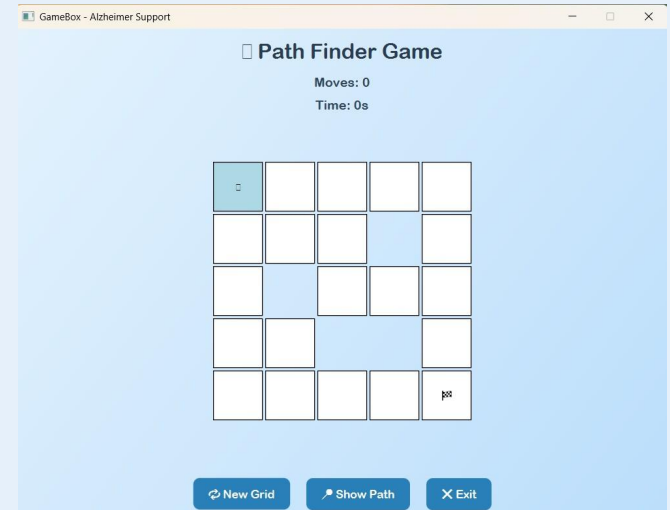 GameBox - Alzheimer Support
Path Finder Game
Moves: 0
Time: 0s
New Grid
Show Path
Exit